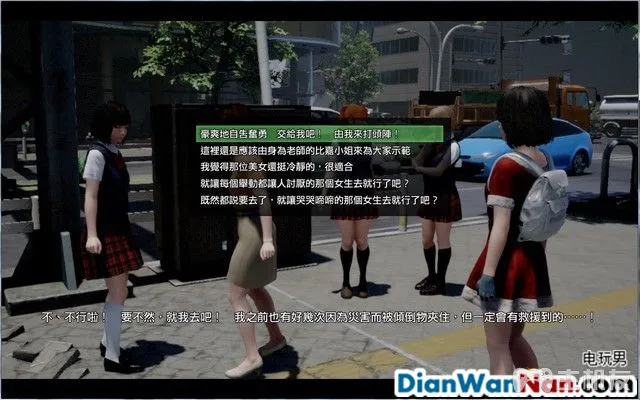 豪爽地自告奮勇　交給我吧！　由我來打頭陣！
這裡還是應該由身為老師的比嘉小姐來為大家示範
我覺得那位美女還挺冷靜的，很適合
就讓每個舉動都讓人討厭的那個女生去就行了吧？
既然都説要去了，就讓哭哭啼啼的那個女生去行了吧？
不、不行啦！　要不然，就我去吧！　我之前也有好幾次因為災害而被傾倒物夾住，但一定會有救援到的……！
电玩男
DianWanNan.com